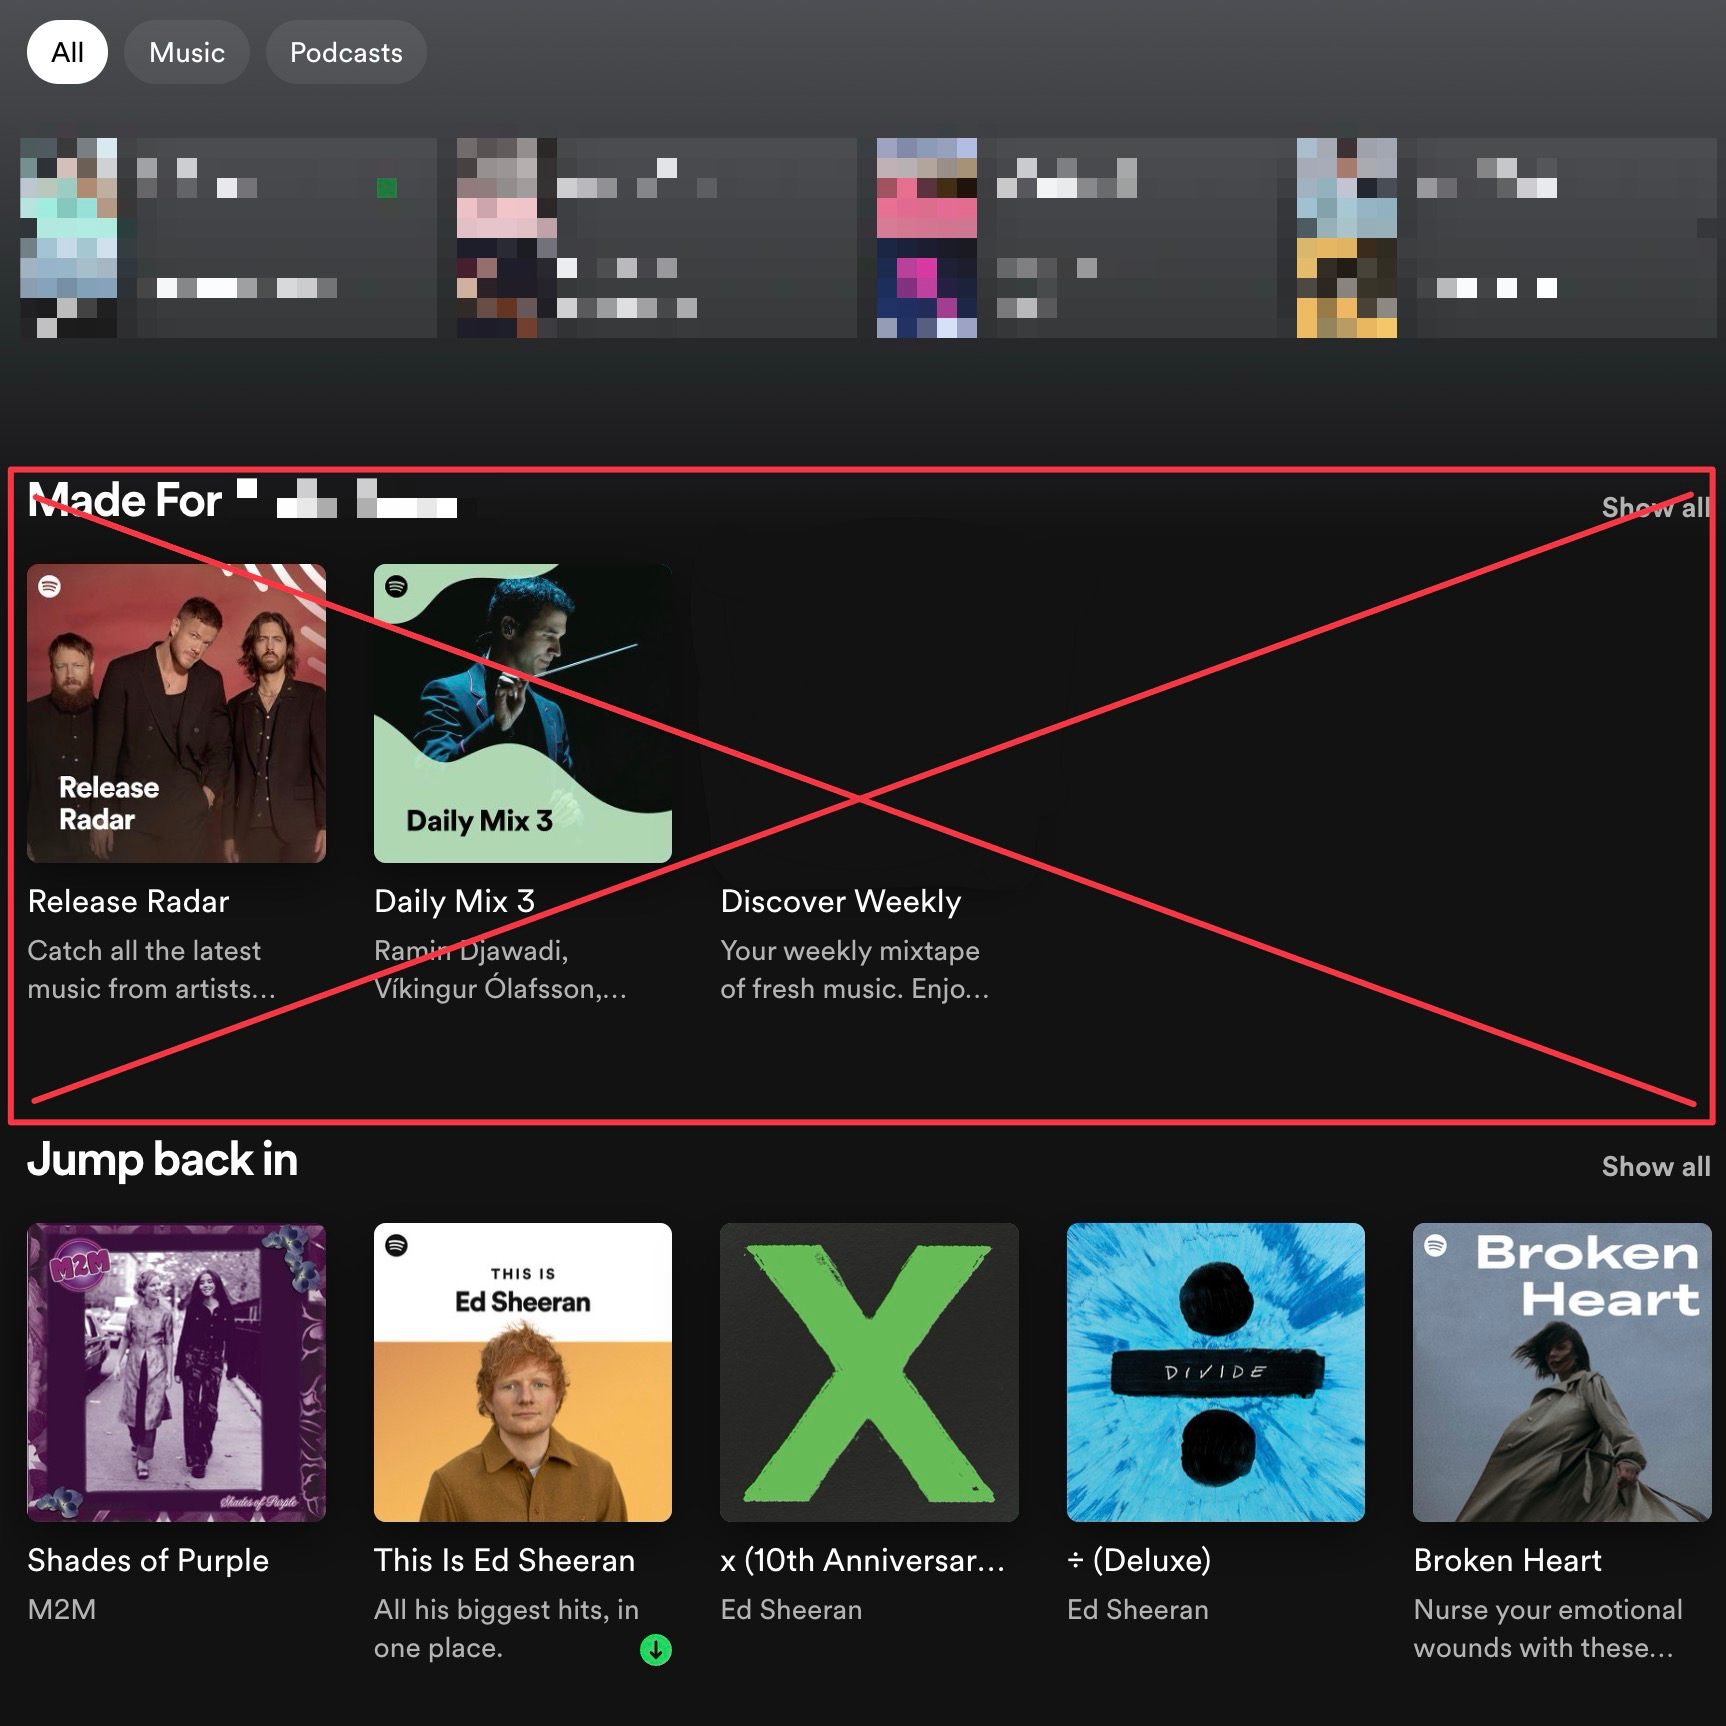 All
Music
Podcasts
Made For
Show all
Release
Radar
Daily Mix 3
Release Radar
Catch all the latest
music from artists...
Daily Mix 3
Ramin Djawadi,
Víkingur Ólafsson,...
Discover Weekly
Your weekly mixtape
of fresh music. Enjo...
Jump back in
Show all
M2M
Shades of Purple
THIS IS
Ed Sheeran
DIVIDE
Broken
Heart
Shades of Purple
M2M
This Is Ed Sheeran
All his biggest hits, in
one place.
x (10th Anniversar...
Ed Sheeran
÷ (Deluxe)
Ed Sheeran
Broken Heart
Nurse your emotional
wounds with these...